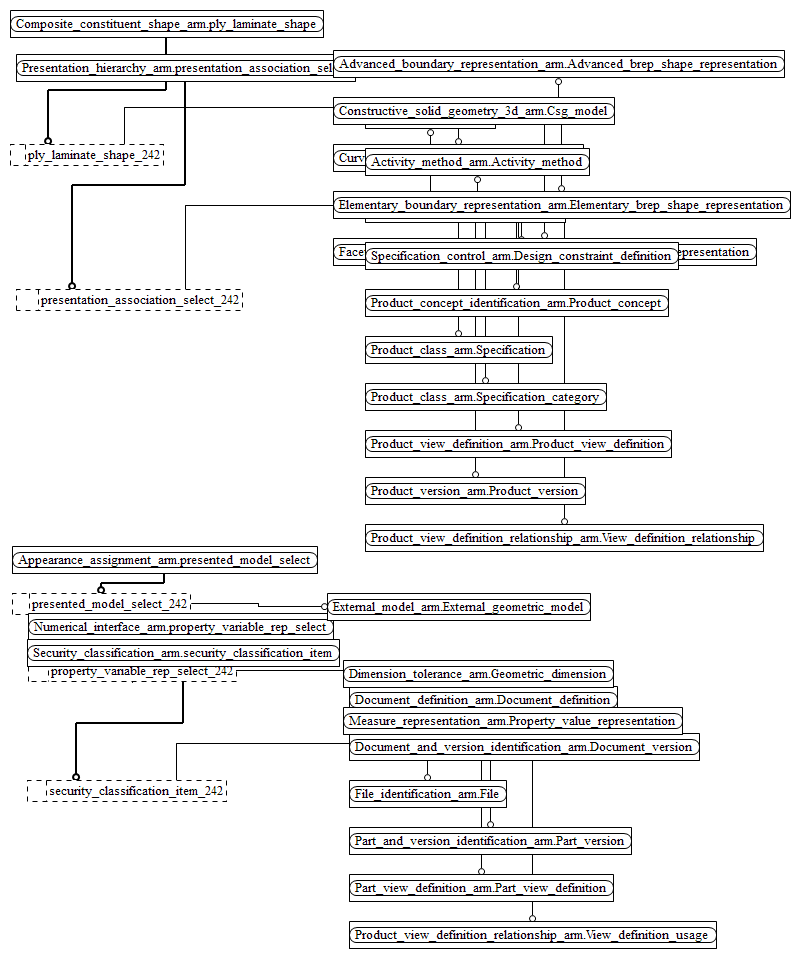 Composite_constituent_shape_arm.ply_laminate_shape
Presentation_hierarchy_arm.presentation_association_sel
Advanced_boundary_representation_arm.Advanced_brep_shape_representation
Constructive_solid_geometry_3d_arm.Csg_model
ply_laminate_shape_242
Curv
Activity_method_arm.Activity_method
Elementary_boundary_representation_arm.Elementary_brep_shape_representation
Face
Specification_control_arm.Design_constraint_definition
epresentation
presentation_association_select_242
Product_concept_identification_arm.Product_concept
Product_class_arm.Specification
Product_class_arm.Specification_category
Product_view_definition_arm.Product_view_definition
Product_version_arm.Product_version
Product_view_definition_relationship_arm.View_definition_relationship
Appearance_assignment_arm.presented_model_select
presented_model_select_242
External_model_arm.External_geometric_model
Numerical_interface_arm.property_variable_rep_select
Security_classification_arm.security_classification_item
property_variable_rep_select_242
Dimension_tolerance_arm.Geometric_dimension
Document_definition_arm.Document_definition
Measure_representation_arm.Property_value_representation
Document_and_version_identification_arm.Document_version
security_classification_item_242
File_identification_arm.File
Part_and_version_identification_arm.Part_version
Part_view_definition_arm.Part_view_definition
Product_view_definition_relationship_arm.View_definition_usage